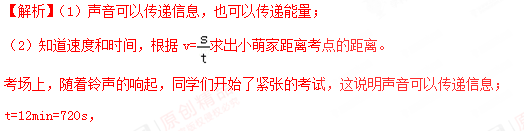 【解析】（1）声音可以传递信息，也可以传递能量；
（2）知道速度和时间，根据 v=s/t求出小萌家距离考点的距离。
考场上，随着铃声的响起，同学们开始了紧张的考试，这说明声音可以传递信息；
t=12min=720s，